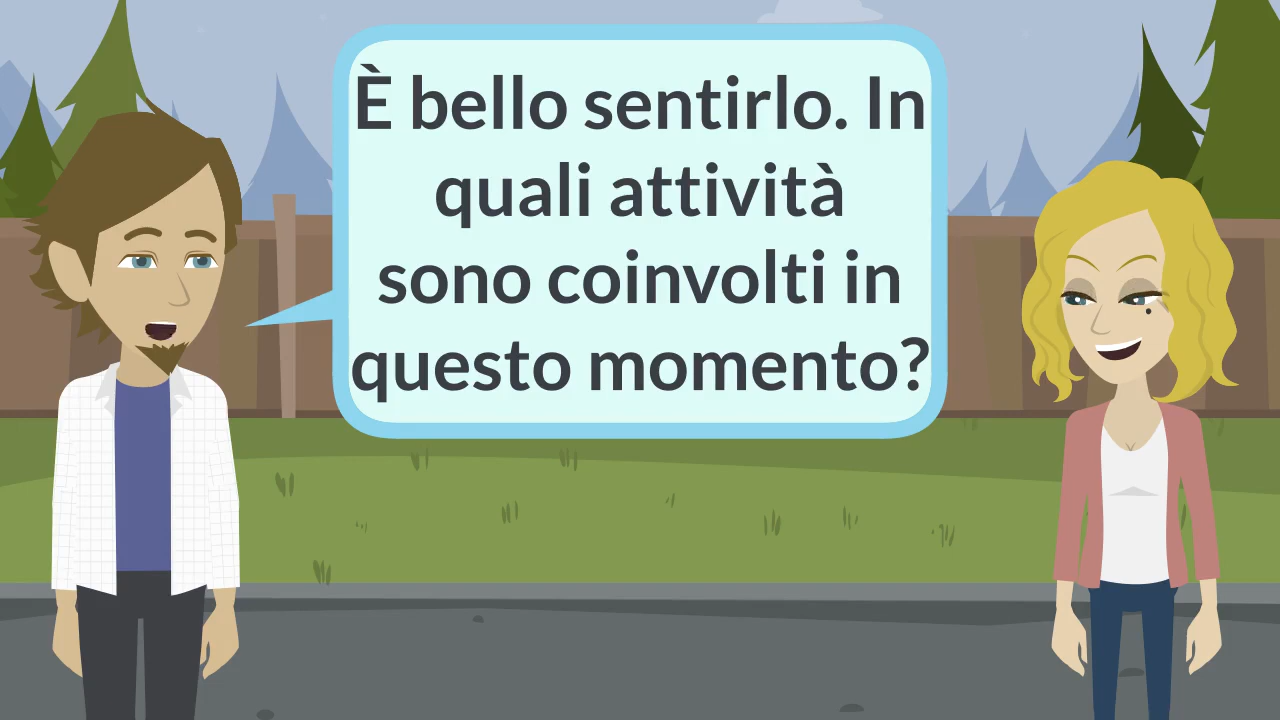 È bello sentirlo. In
quali attività
sono coinvolti in
questo momento?